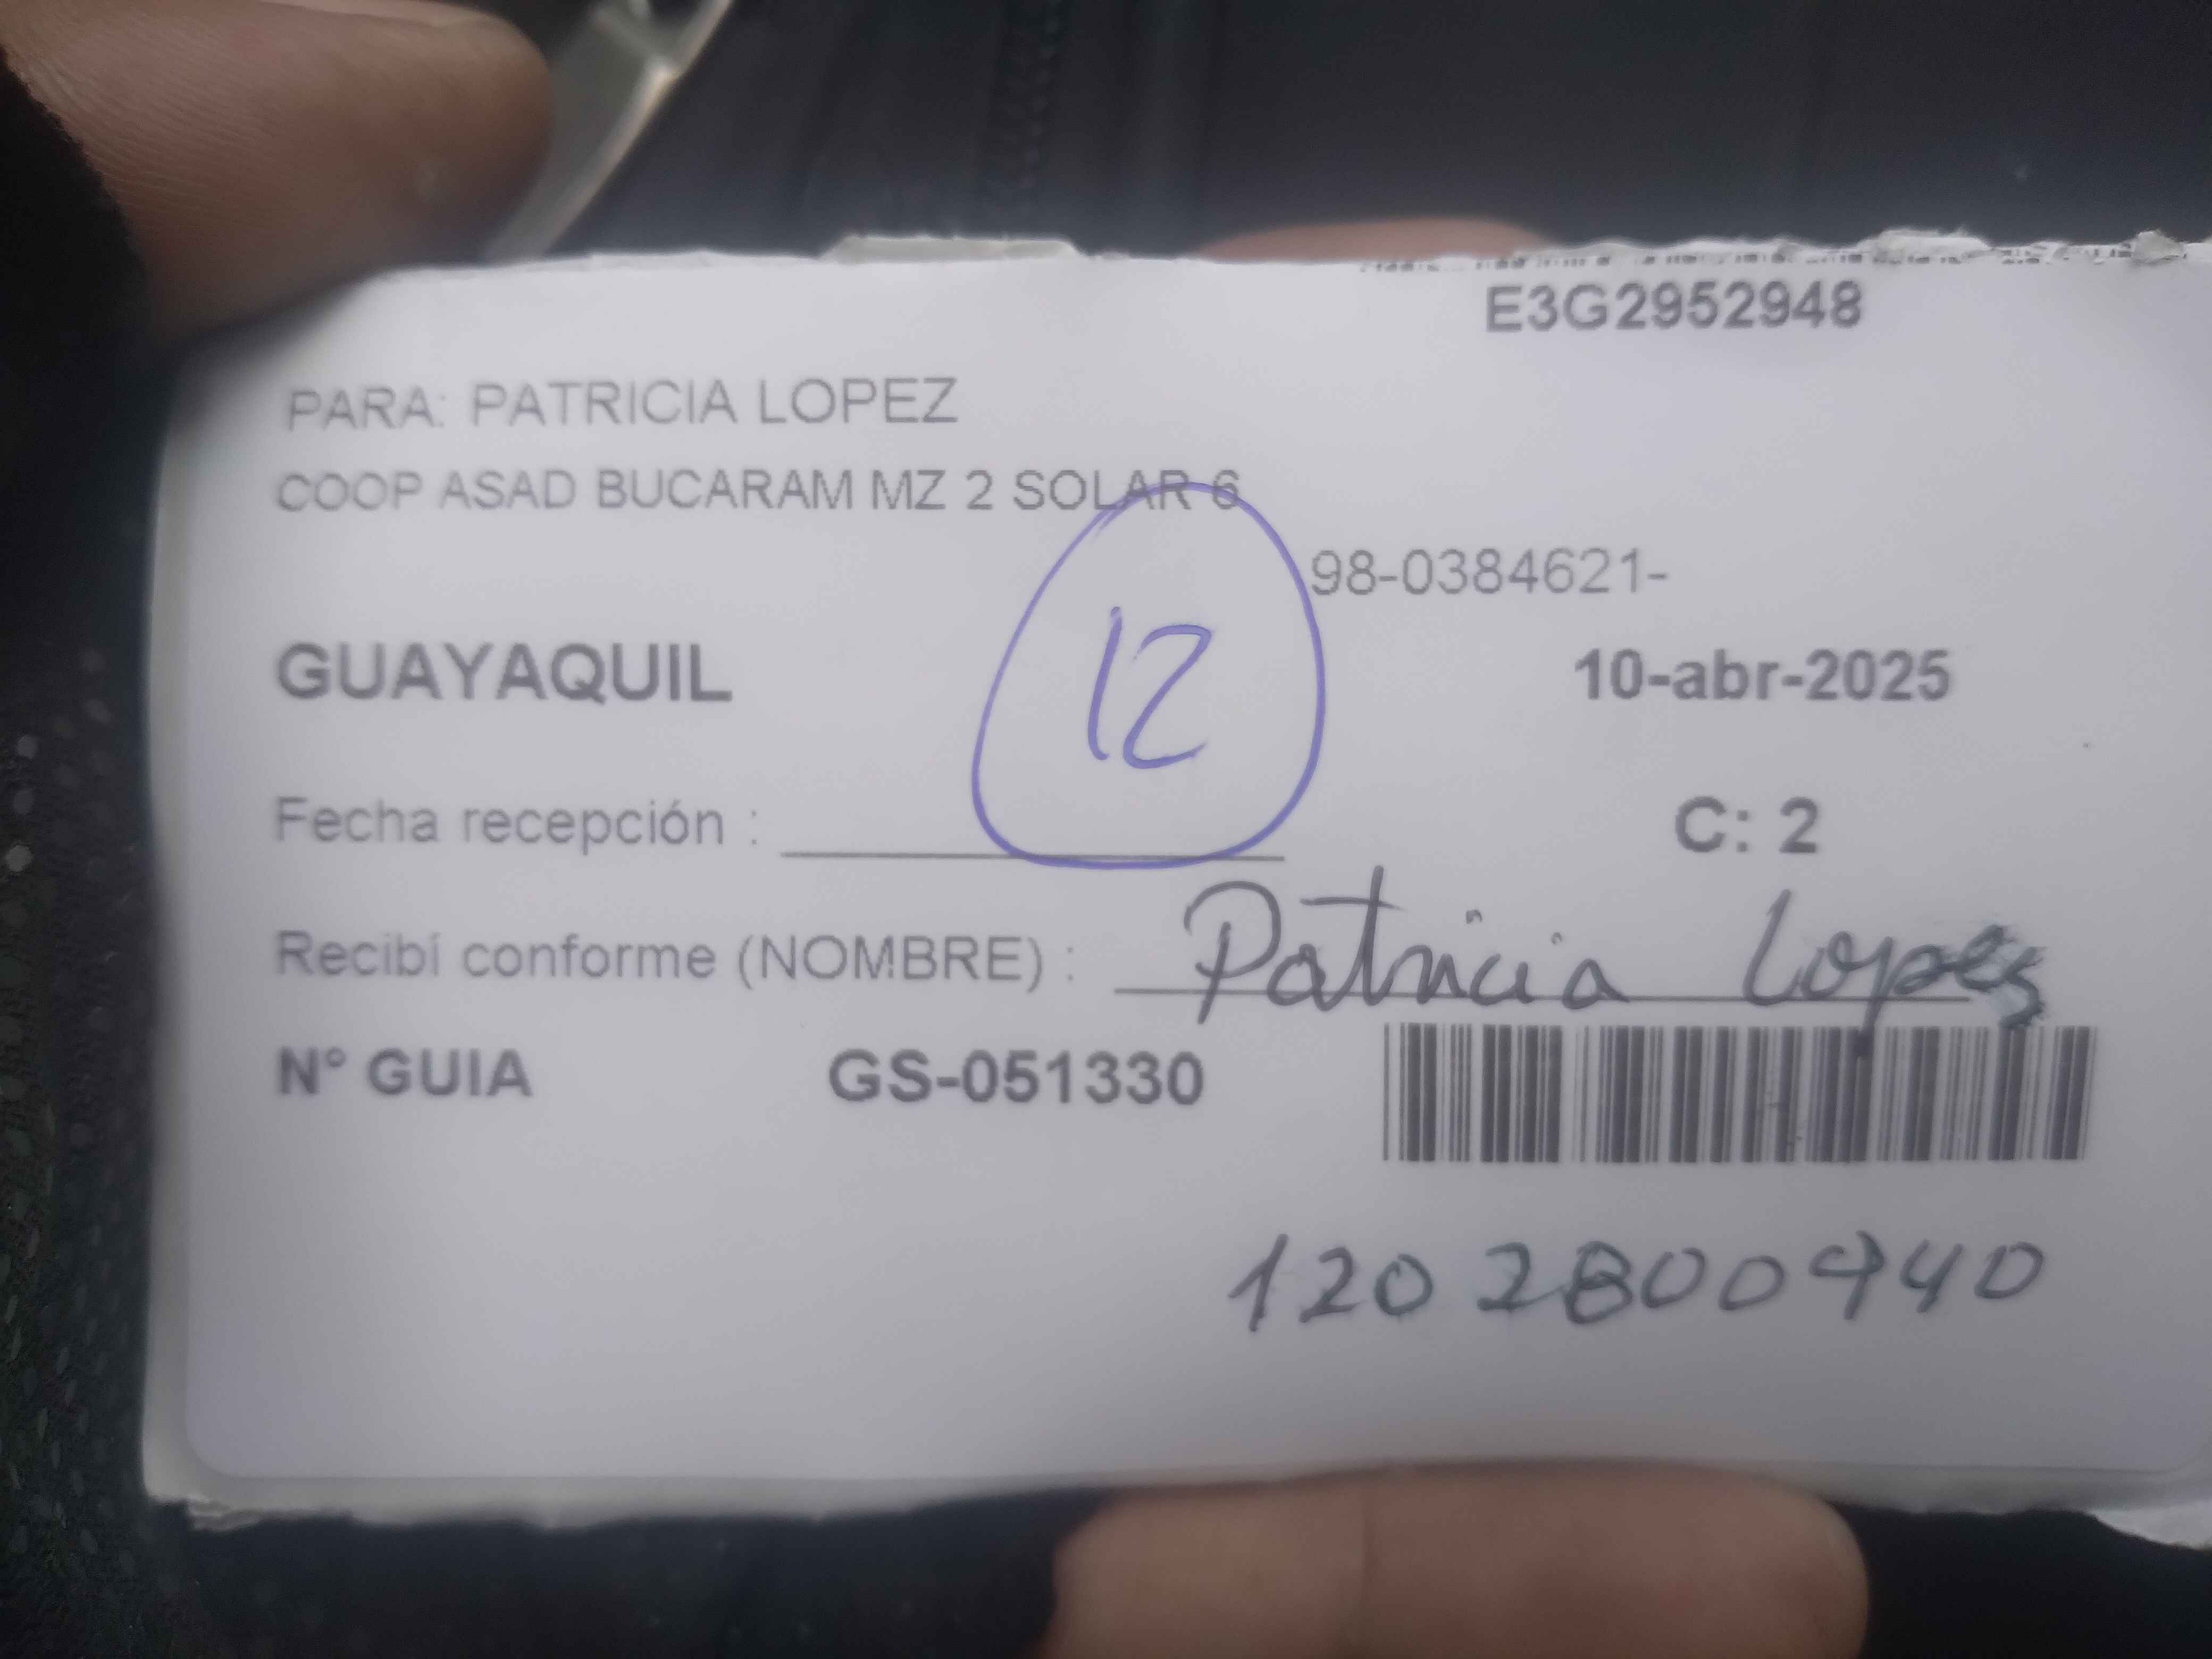 E3G2952948
PARA: PATRICIA LOPEZ
COOP ASAD BUCARAM MZ 2 SOLAR 6
98-0384621-
GUAYAQUIL
12
10-abr-2025
Fecha recepción :
C: 2
Recibí conforme (NOMBRE) : Patricia Lopes
N° GUIA GS-051330
1202800940